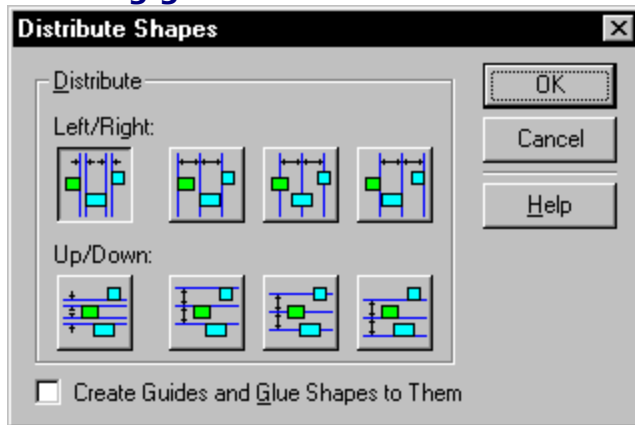 Distribute Shapes
Distribute
OK
Left/Right:
Cancel
Help
Up/Down:
Create Guides and Glue Shapes to Them